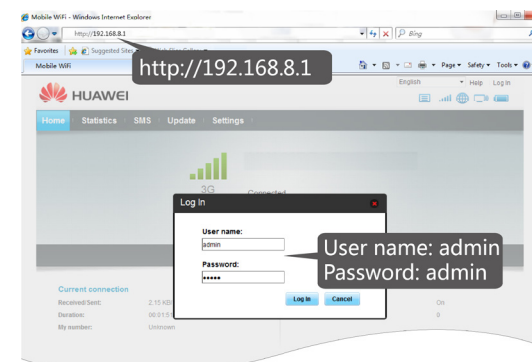 Mobile WiFi - Windows Internet Explorer
http://192.168.8.1
Bing
Favorites Suggested Sites
Mobile WiFi
Page Safety Tools
http://192.168.8.1
English Help Log In
HUAWEI
Home Statistics SMS Update Settings
3G
Connected
Log In
User name:
admin
Password:
•••••
Log In Cancel
User name: admin
Password: admin
Current connection
Received/Sent: 2.15 KB/
Duration: 00:01:51
My number: Unknown
On
0